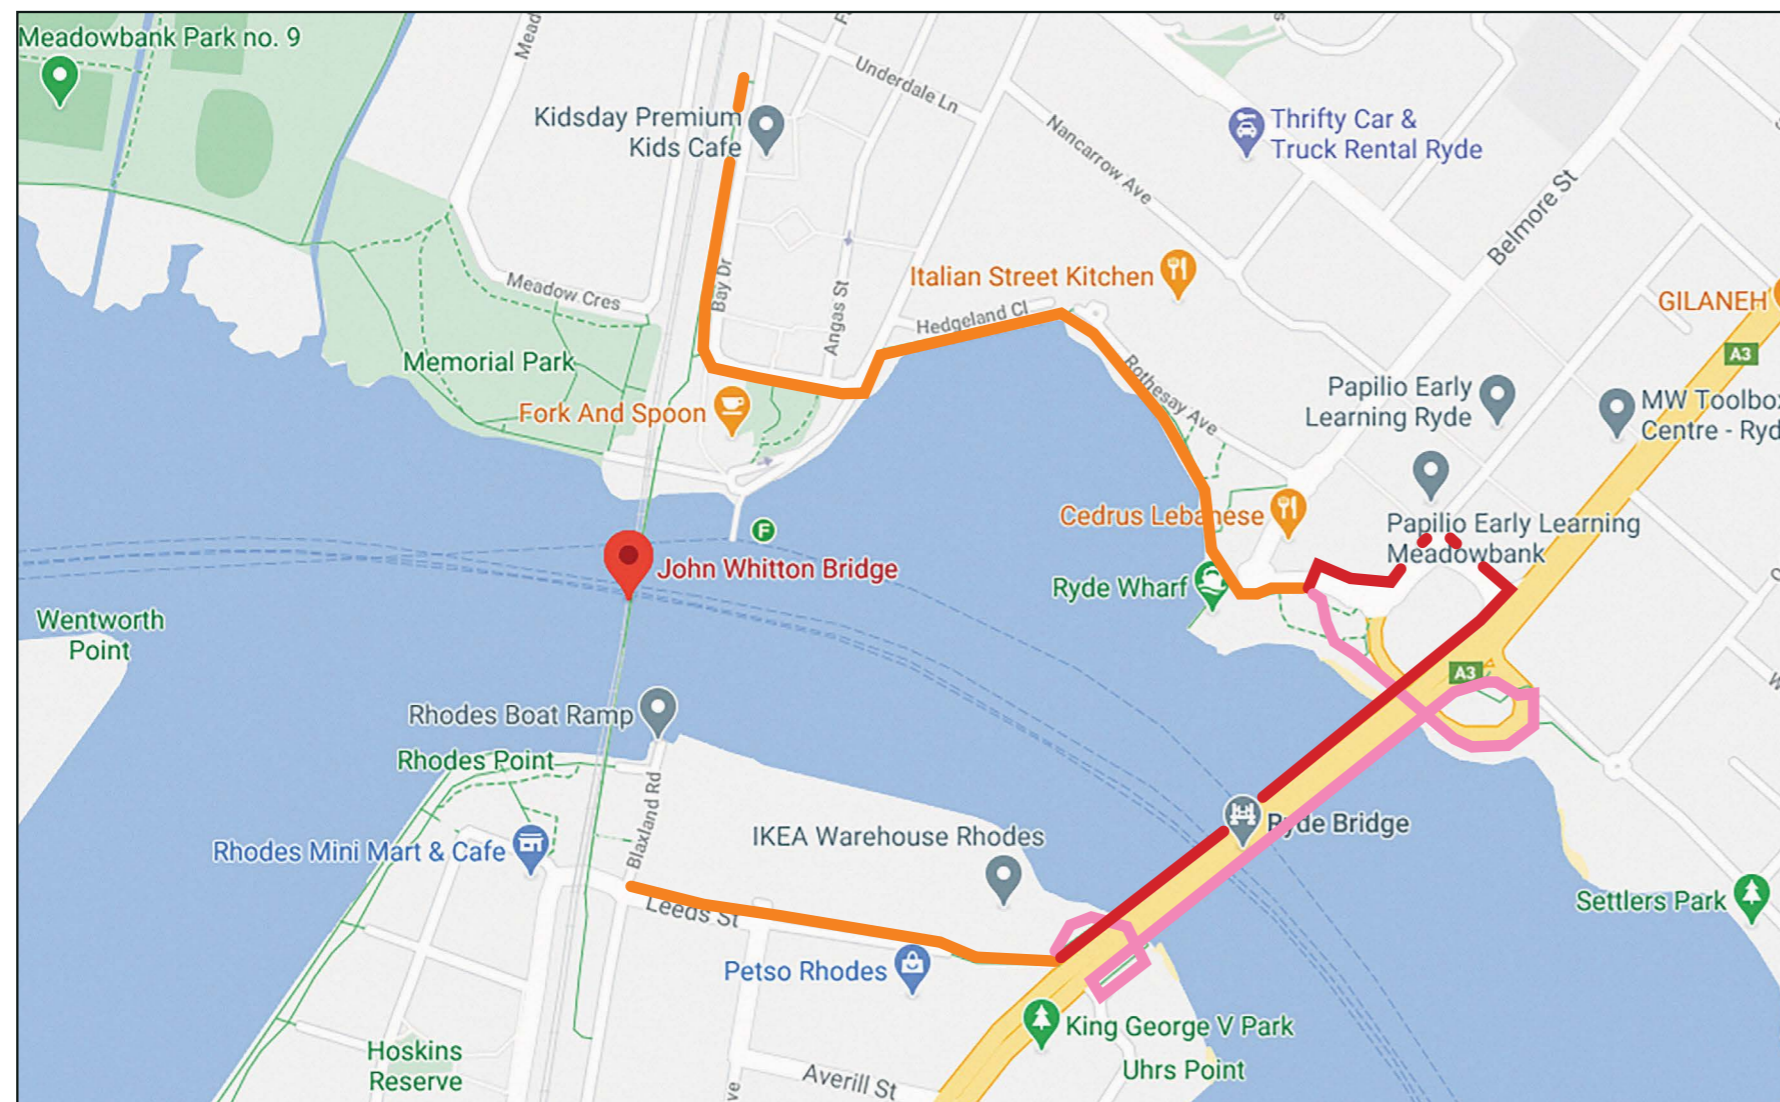 Meadowbank Park no. 9
Mead
F
Underdale Ln
Kidsday Premium
Kids Cafe
Nancarrow Ave
Thrifty Car &
Truck Rental Ryde
Belmore St
Meadow Cres
Bay Dr
Angas St
Italian Street Kitchen
Hedgeland Cl
GILANEH
A3
Memorial Park
Rothesay Ave
Papilio Early
Learning Ryde
MW Toolbox
Centre - Ryd
Fork And Spoon
Cedrus Lebanese
Papilio Early Learning
Meadowbank
F
John Whitton Bridge
Ryde Wharf
Wentworth
Point
A3
W
Rhodes Boat Ramp
Rhodes Point
Blaxland Rd
Rhodes Mini Mart & Cafe
IKEA Warehouse Rhodes
Ryde Bridge
Leeds St
Settlers Park
Petso Rhodes
King George V Park
Hoskins
Reserve
Uhrs Point
Averill St
ve